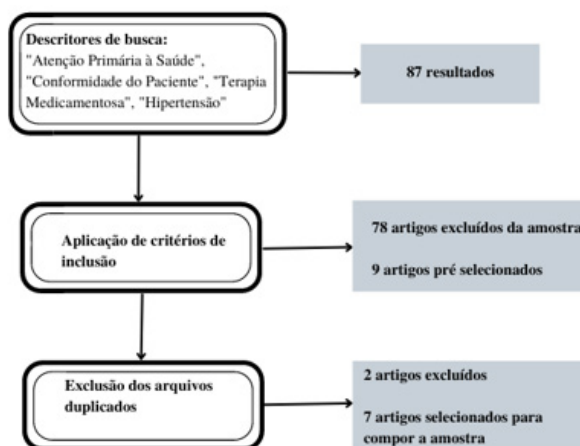 Descritores de busca:
"Atenção Primária à Saúde",
"Conformidade do Paciente", "Terapia
Medicamentosa", "Hipertensão"
87 resultados
Aplicação de critérios de
inclusão
78 artigos excluídos da amostra
9 artigos pré selecionados
Exclusão dos arquivos
duplicados
2 artigos excluídos
7 artigos selecionados para
compor a amostra